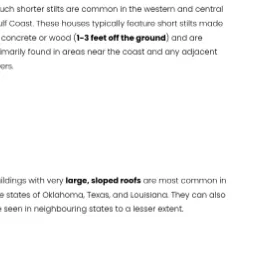 uch shorter stilts are common in the western and central
ulf Coast. These houses typically feature short stilts made
concrete or wood (1-3 feet off the ground) and are
imarily found in areas near the coast and any adjacent
ers.
ildings with very large, sloped roofs are most common in
e states of Oklahoma, Texas, and Louisiana. They can also
e seen in neighbouring states to a lesser extent.